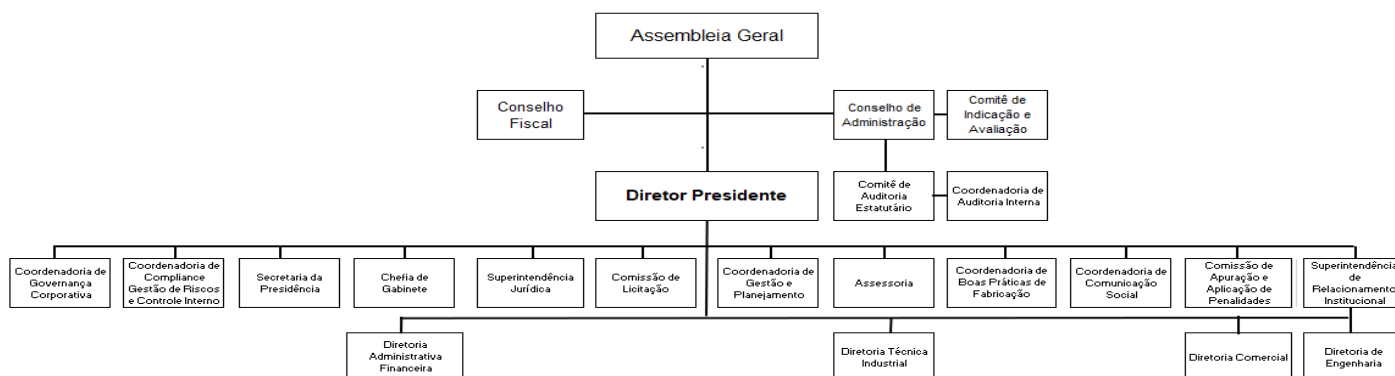 Assembleia Geral
Conselho
Fiscal
Conselho de
Administração
Comitê de
Indicação e
Avaliação
Diretor Presidente
Comitê de
Auditoria
Estatutário
Coordenadoria de
Auditoria Interna
Coordenadoria de
Governança
Corporativa
Coordenadoria de
Compliance
Gestão de Riscos
e Controle Interno
Secretaria da
Presidência
Chefia de
Gabinete
Superintendência
Jurídica
Comissão de
Licitação
Coordenadoria de
Gestão e
Planejamento
Assessoria
Coordenadoria de
Boas Práticas de
Fabricação
Coordenadoria de
Comunicação
Social
Comissão de
Apuração e
Aplicação de
Penalidades
Superintendência
de
Relacionamento
Institucional
Diretoria
Administrativa
Financeira
Diretoria Técnica
Industrial
Diretoria Comercial
Diretoria de
Engenharia